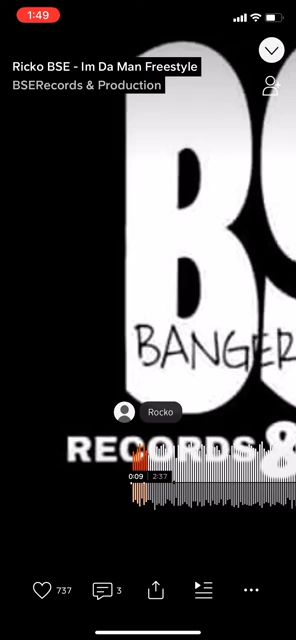 1:49
Ricko BSE - Im Da Man Freestyle
BSERecords & Production
BS
BANGER
Rocko
RECORDS &
0:09 2:37
737
3